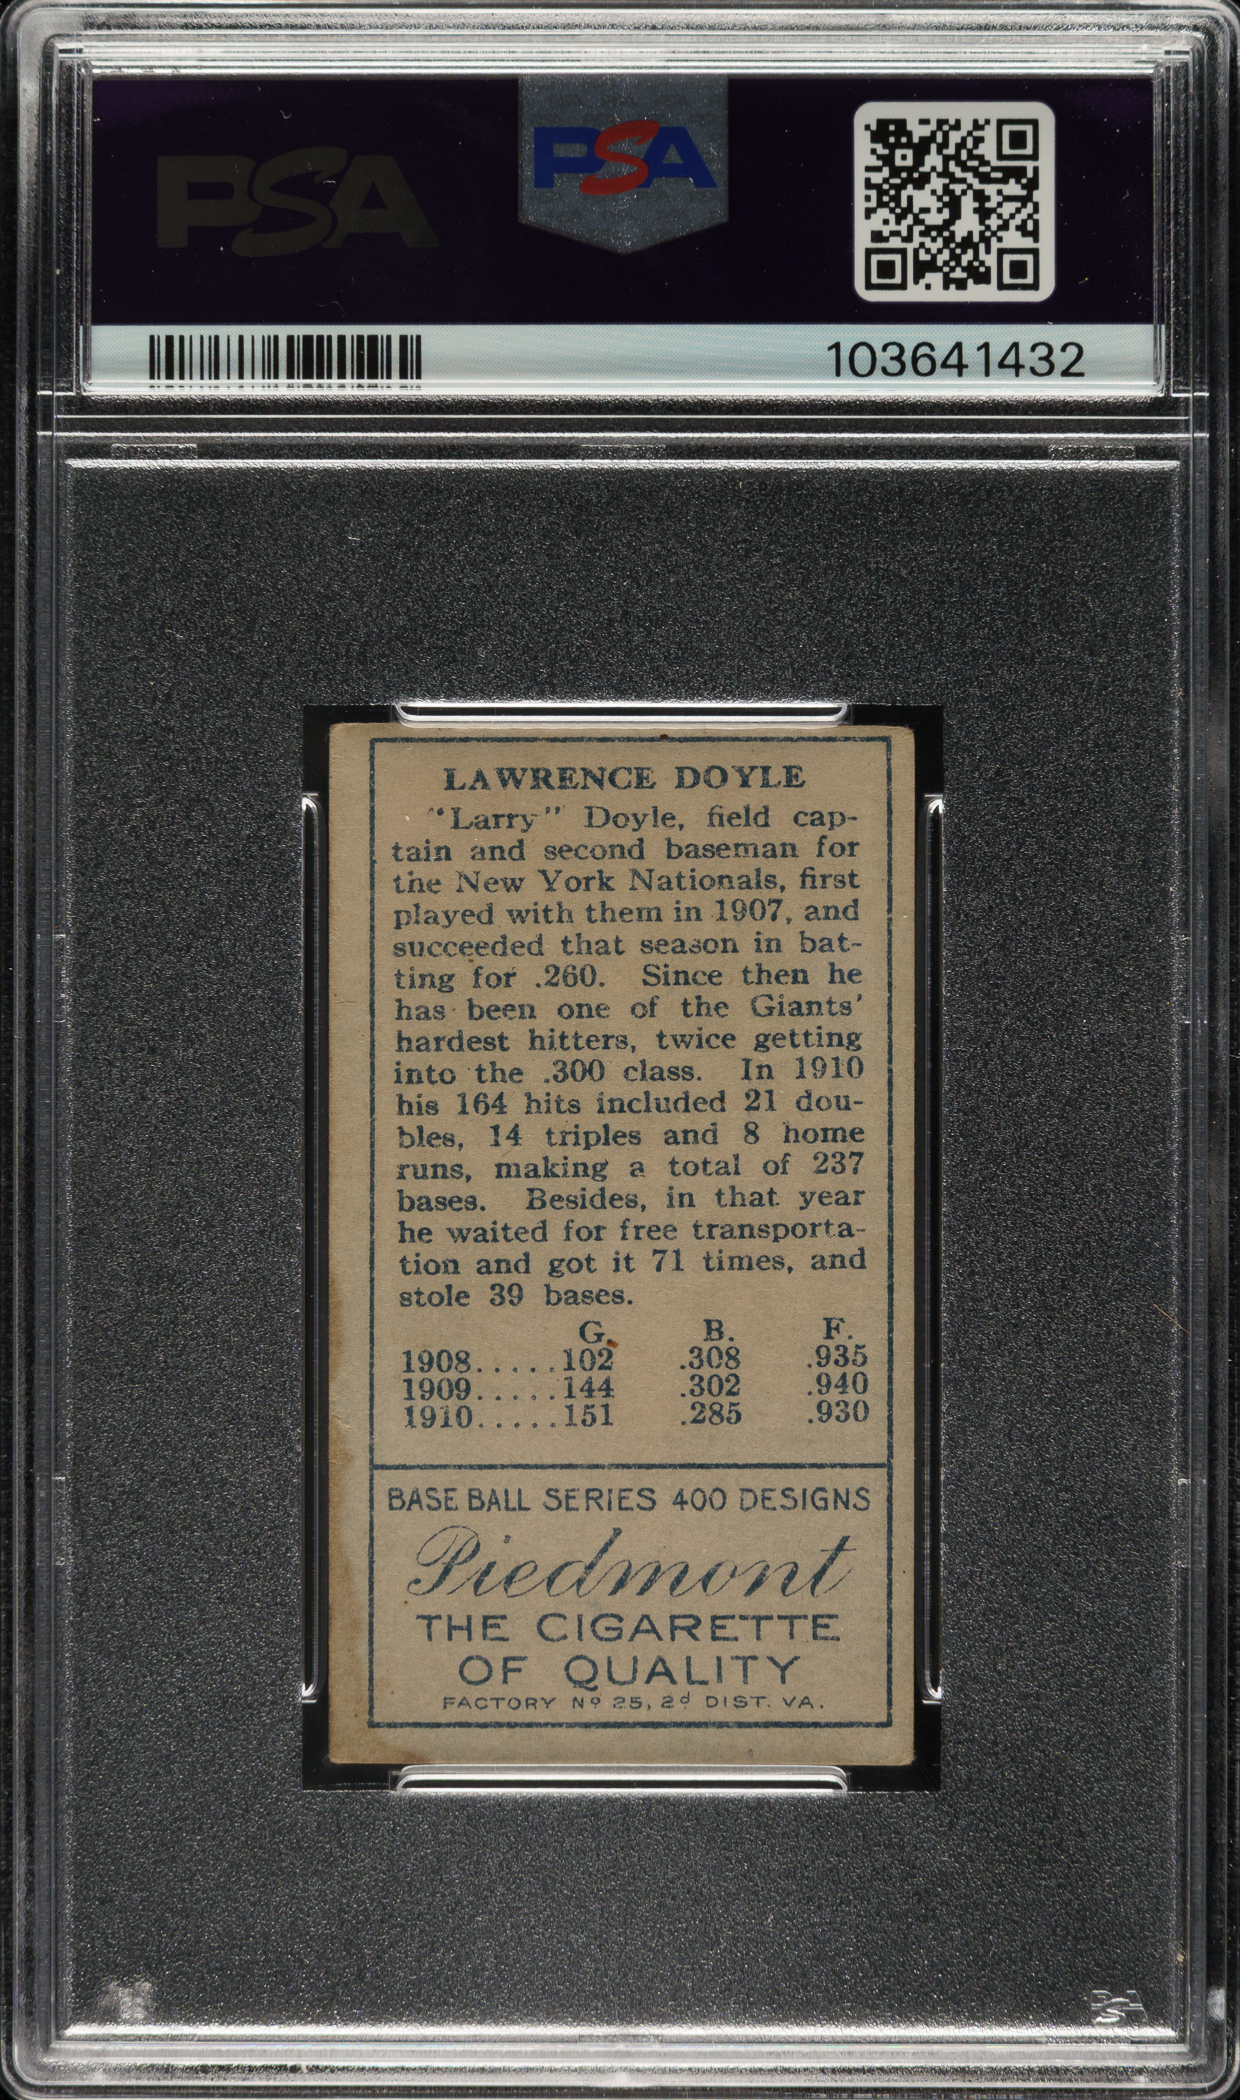 PSA
PSA
103641432
LAWRENCE DOYLE
"Larry" Doyle, field cap-
tain and second baseman for
the New York Nationals, first
played with them in 1907, and
succeeded that season in bat-
ting for .260. Since then he
has been one of the Giants'
hardest hitters, twice getting
into the .300 class. In 1910
his 164 hits included 21 dou-
bles, 14 triples and 8 home
runs, making a total of 237
bases. Besides, in that year
he waited for free transporta-
tion and got it 71 times, and
stole 39 bases.
G. B. F.
1908.....102 .308 .935
1909.....144 .302 .940
1910.....151 .285 .930
BASE BALL SERIES 400 DESIGNS
Piedmont
THE CIGARETTE
OF QUALITY
FACTORY Nº 25, 2d DIST. VA.
PSA